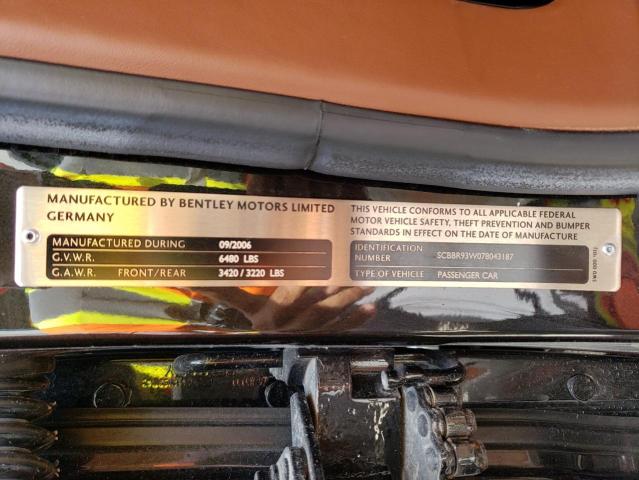 MANUFACTURED BY BENTLEY MOTORS LIMITED
GERMANY
MANUFACTURED DURING 09/2006
G.V.W.R. 6480 LBS
G.A.W.R. FRONT/REAR 3420 / 3220 LBS
THIS VEHICLE CONFORMS TO ALL APPLICABLE FEDERAL
MOTOR VEHICLE SAFETY, THEFT PREVENTION AND BUMPER
STANDARDS IN EFFECT ON THE DATE OF MANUFACTURE
IDENTIFICATION
NUMBER SCBBR93W078043187
TYPE OF VEHICLE PASSENGER CAR